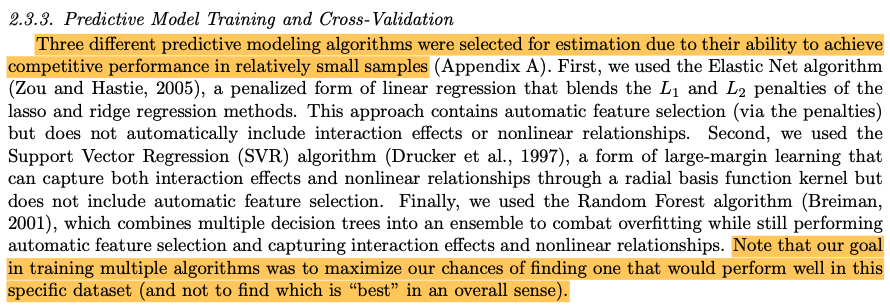 2.3.3. Predictive Model Training and Cross-Validation
Three different predictive modeling algorithms were selected for estimation due to their ability to achieve
competitive performance in relatively small samples (Appendix A). First, we used the Elastic Net algorithm
(Zou and Hastie, 2005), a penalized form of linear regression that blends the L₁ and L₂ penalties of the
lasso and ridge regression methods. This approach contains automatic feature selection (via the penalties)
but does not automatically include interaction effects or nonlinear relationships. Second, we used the
Support Vector Regression (SVR) algorithm (Drucker et al., 1997), a form of large-margin learning that
can capture both interaction effects and nonlinear relationships through a radial basis function kernel but
does not include automatic feature selection. Finally, we used the Random Forest algorithm (Breiman,
2001), which combines multiple decision trees into an ensemble to combat overfitting while still performing
automatic feature selection and capturing interaction effects and nonlinear relationships. Note that our goal
in training multiple algorithms was to maximize our chances of finding one that would perform well in this
specific dataset (and not to find which is “best” in an overall sense).